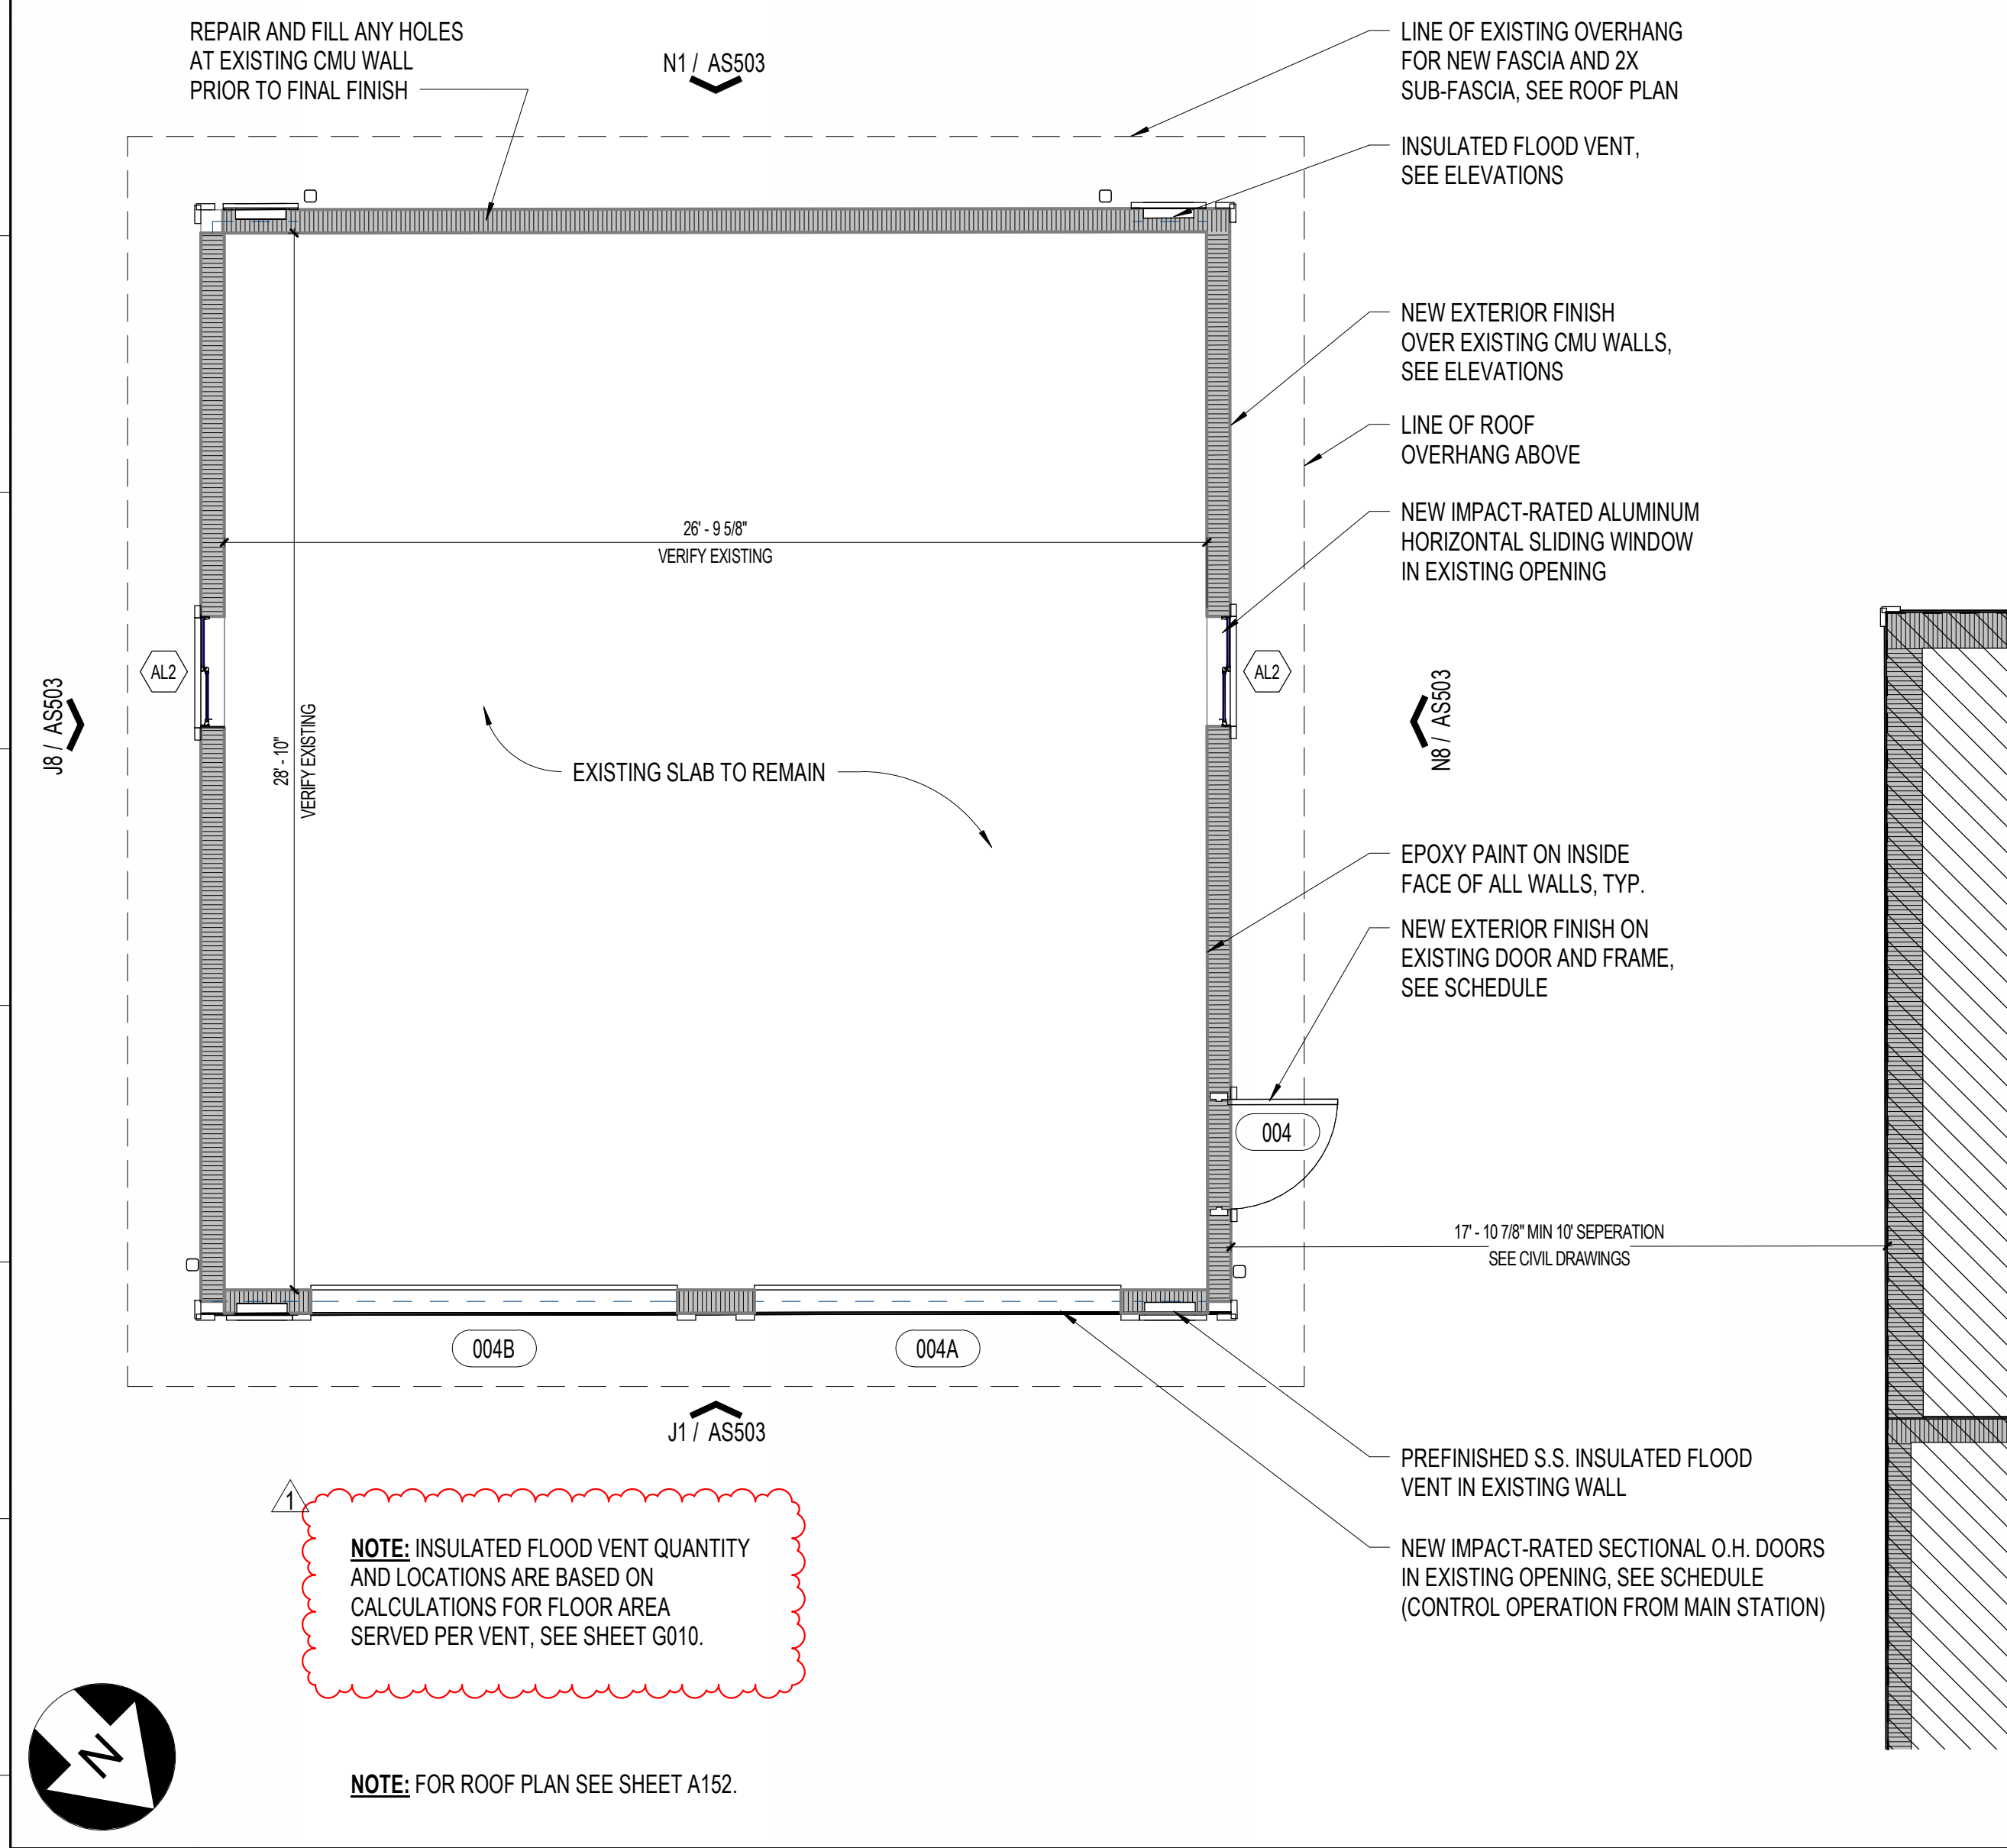 REPAIR AND FILL ANY HOLES
AT EXISTING CMU WALL
PRIOR TO FINAL FINISH
N1 / AS503
LINE OF EXISTING OVERHANG
FOR NEW FASCIA AND 2X
SUB-FASCIA, SEE ROOF PLAN
INSULATED FLOOD VENT,
SEE ELEVATIONS
NEW EXTERIOR FINISH
OVER EXISTING CMU WALLS,
SEE ELEVATIONS
LINE OF ROOF
OVERHANG ABOVE
NEW IMPACT-RATED ALUMINUM
HORIZONTAL SLIDING WINDOW
IN EXISTING OPENING
26' - 9 5/8"
VERIFY EXISTING
J8 / AS503
AL2
28' - 10"
VERIFY EXISTING
AL2
N8 / AS503
EXISTING SLAB TO REMAIN
EPOXY PAINT ON INSIDE
FACE OF ALL WALLS, TYP.
NEW EXTERIOR FINISH ON
EXISTING DOOR AND FRAME,
SEE SCHEDULE
004
17' - 10 7/8" MIN 10' SEPERATION
SEE CIVIL DRAWINGS
004B
004A
J1 / AS503
PREFINISHED S.S. INSULATED FLOOD
VENT IN EXISTING WALL
NEW IMPACT-RATED SECTIONAL O.H. DOORS
IN EXISTING OPENING, SEE SCHEDULE
(CONTROL OPERATION FROM MAIN STATION)
1
NOTE: INSULATED FLOOD VENT QUANTITY
AND LOCATIONS ARE BASED ON
CALCULATIONS FOR FLOOR AREA
SERVED PER VENT, SEE SHEET G010.
N
NOTE: FOR ROOF PLAN SEE SHEET A152.